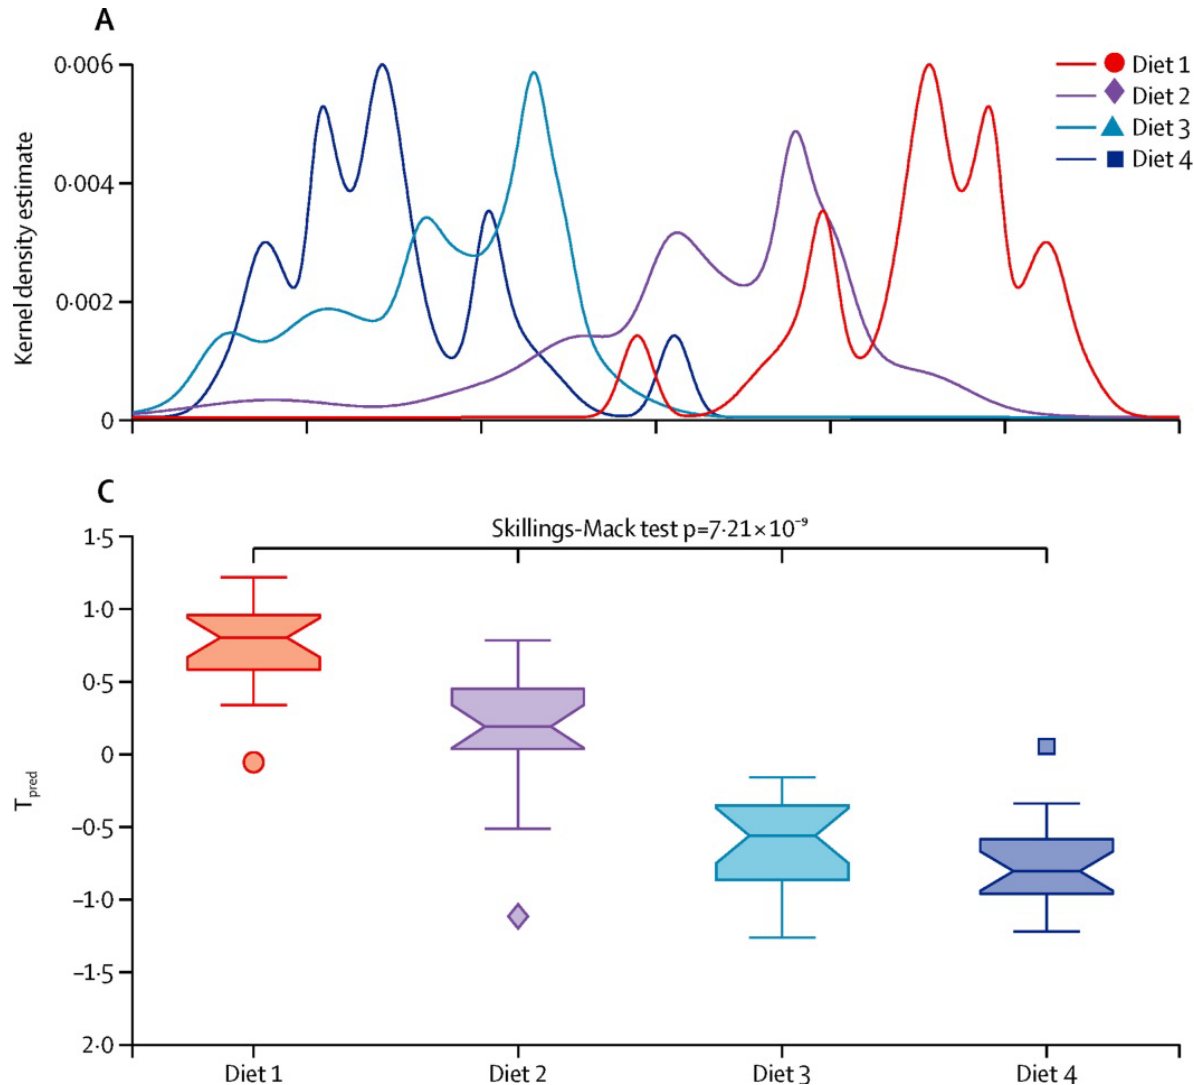 A
0·006
0·004
0·002
0
Kernel density estimate
Diet 1
Diet 2
Diet 3
Diet 4
C
Skillings-Mack test p=7·21×10⁻⁹
1·5
1·0
0·5
0
–0·5
–1·0
–1·5
2·0
Tpred
Diet 1 Diet 2 Diet 3 Diet 4